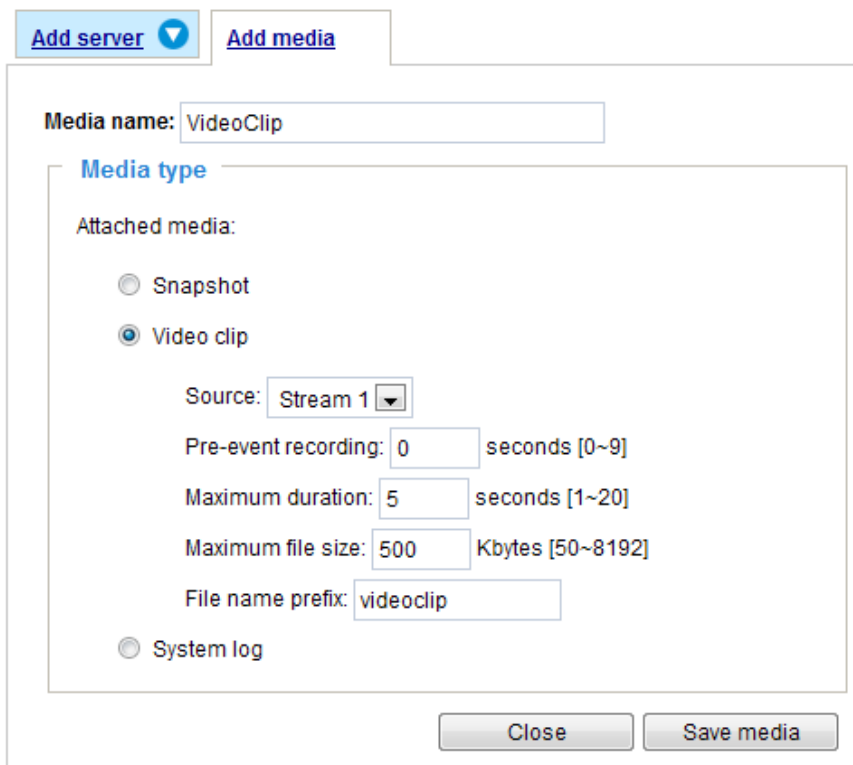 Add server Add media
Media name: VideoClip
Media type
Attached media:
Snapshot
Video clip
Source: Stream 1
Pre-event recording: 0 seconds [0~9]
Maximum duration: 5 seconds [1~20]
Maximum file size: 500 Kbytes [50~8192]
File name prefix: videoclip
System log
Close Save media